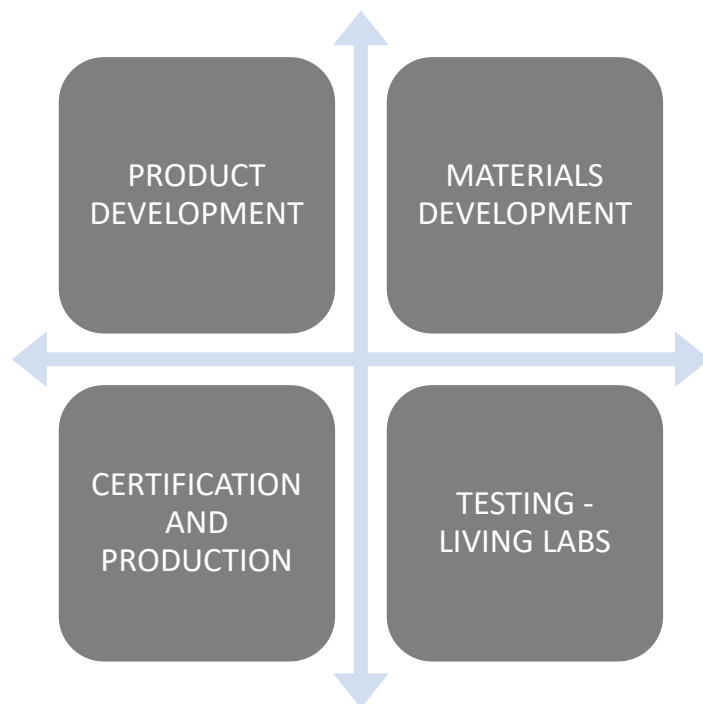 PRODUCT
DEVELOPMENT
MATERIALS
DEVELOPMENT
CERTIFICATION
AND
PRODUCTION
TESTING -
LIVING LABS